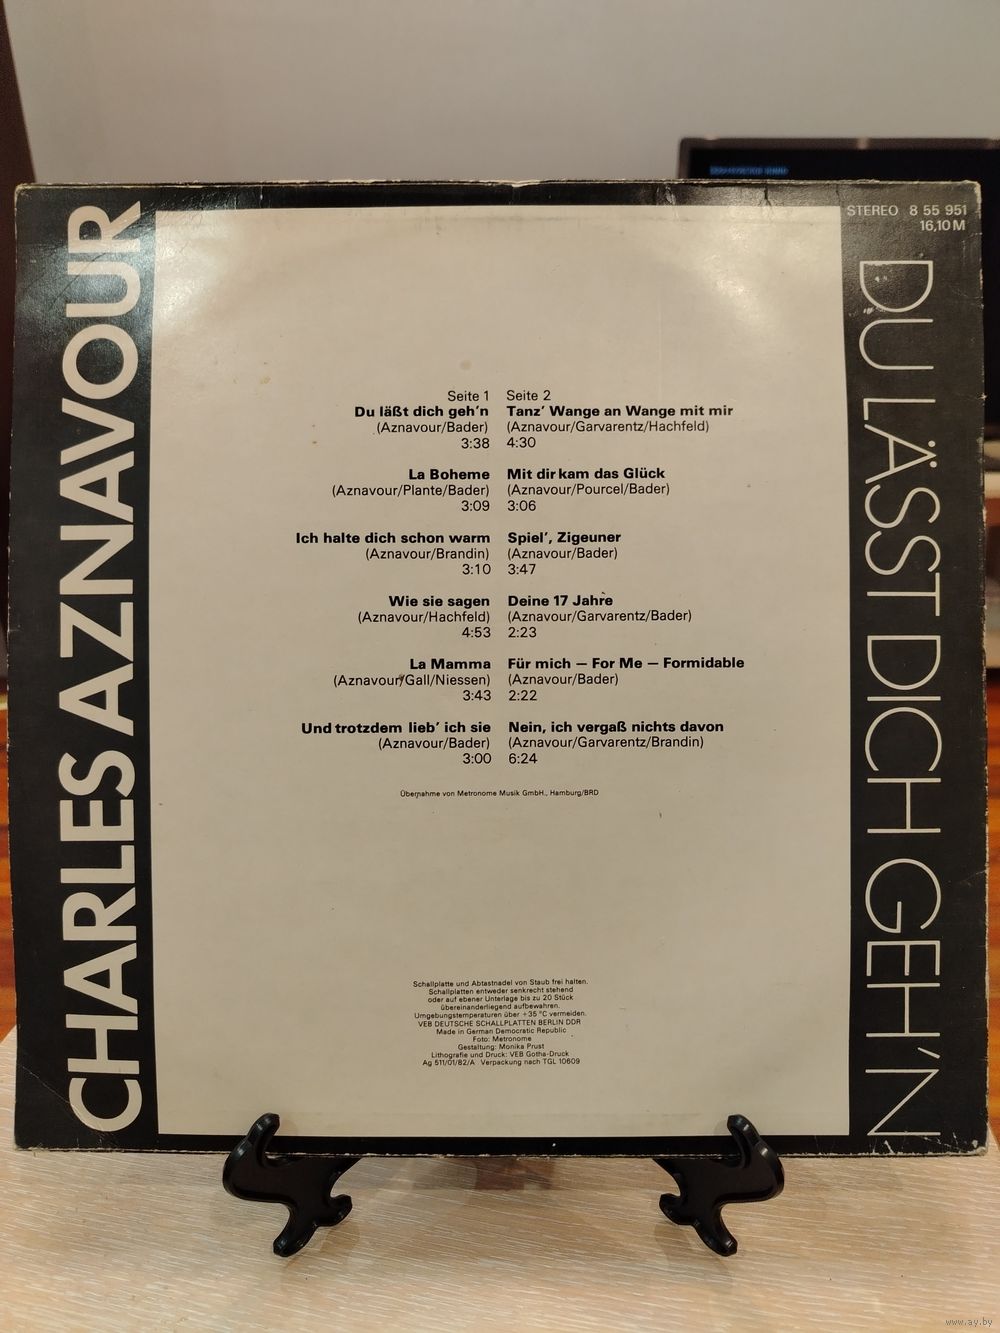 CHARLES AZNAVOUR
STEREO 8 55 951
16,10 M
DU LÄSST DICH GEH'N
Seite 1
Du läßt dich geh'n
(Aznavour/Bader)
3:38
La Boheme
(Aznavour/Plante/Bader)
3:09
Ich halte dich schon warm
(Aznavour/Brandin)
3:10
Wie sie sagen
(Aznavour/Hachfeld)
4:53
La Mamma
(Aznavour/Gall/Niessen)
3:43
Und trotzdem lieb' ich sie
(Aznavour/Bader)
3:00
Seite 2
Tanz' Wange an Wange mit mir
(Aznavour/Garvarentz/Hachfeld)
4:30
Mit dir kam das Glück
(Aznavour/Pourcel/Bader)
3:06
Spiel', Zigeuner
(Aznavour/Bader)
3:47
Deine 17 Jahre
(Aznavour/Garvarentz/Bader)
2:23
Für mich — For Me — Formidable
(Aznavour/Bader)
2:22
Nein, ich vergaß nichts davon
(Aznavour/Garvarentz/Brandin)
6:24
Übernahme von Metronome Musik GmbH., Hamburg/BRD
Schallplatte und Abtastnadel von Staub frei halten.
Schallplatten entweder senkrecht stehend
oder auf ebener Unterlage bis zu 20 Stück
übereinanderliegend aufbewahren.
Umgebungstemperaturen über +35 °C vermeiden.
VEB DEUTSCHE SCHALLPLATTEN BERLIN DDR
Made in German Democratic Republic
Foto: Metronome
Gestaltung: Monika Prust
Lithografie und Druck: VEB Gotha-Druck
Ag 511/01/82/A Verpackung nach TGL 10609
www.ay.by